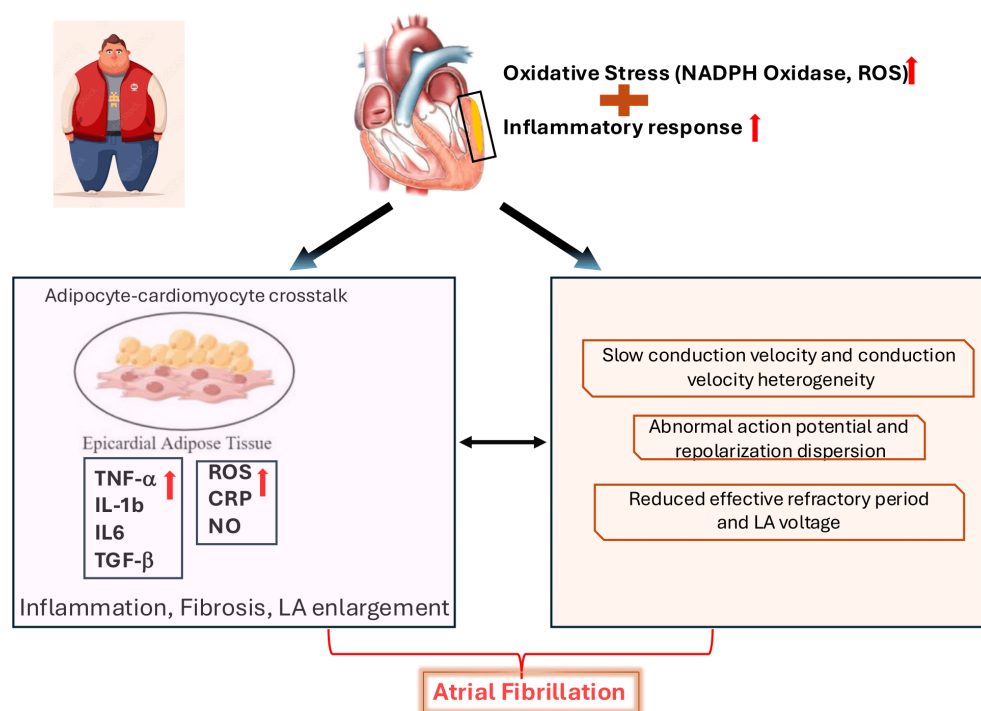 Oxidative Stress (NADPH Oxidase, ROS)
Inflammatory response
Adipocyte-cardiomyocyte crosstalk
Epicardial Adipose Tissue
TNF-α
IL-1b
IL6
TGF-β
ROS
CRP
NO
Inflammation, Fibrosis, LA enlargement
Slow conduction velocity and conduction
velocity heterogeneity
Abnormal action potential and
repolarization dispersion
Reduced effective refractory period
and LA voltage
Atrial Fibrillation